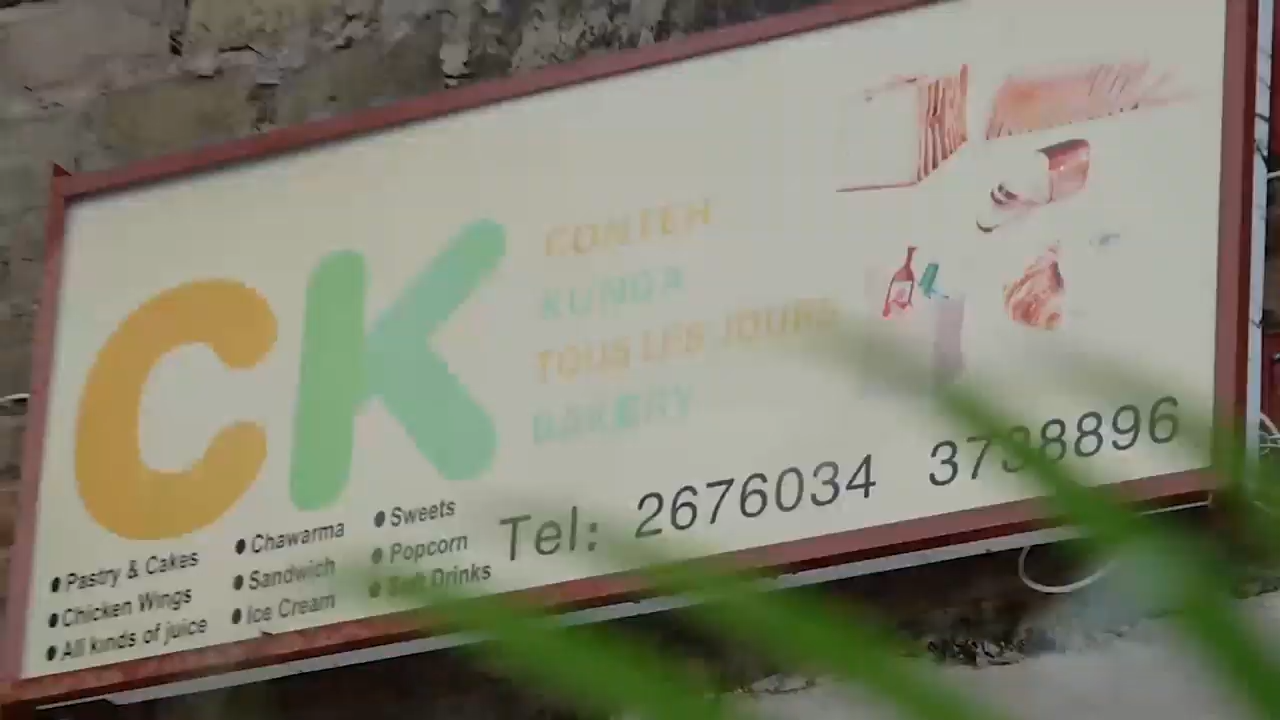 CK
CONTEH
KUNDA
TOUS LES JOURS
BAKERY
Tel: 2676034 3738896
● Pastry & Cakes
● Chicken Wings
● All kinds of juice
● Chawarma
● Sandwich
● Ice Cream
● Sweets
● Popcorn
● Soft Drinks